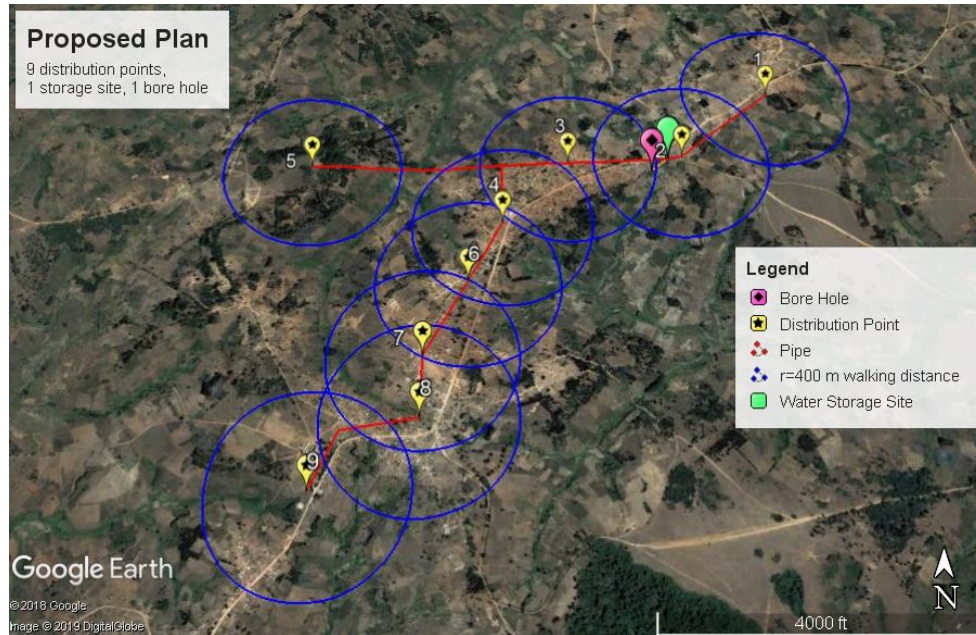 Proposed Plan
9 distribution points,
1 storage site, 1 bore hole
1
3
2
5
4
6
7
8
9
Legend
Bore Hole
Distribution Point
Pipe
r=400 m walking distance
Water Storage Site
Google Earth
©2018 Google
Image © 2019 DigitalGlobe
N
4000 ft